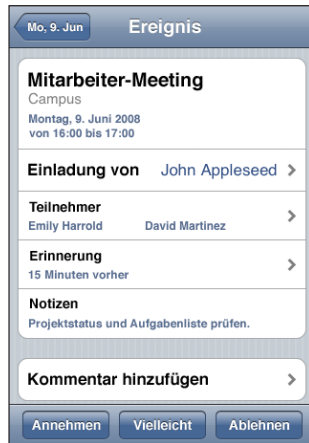 Mo, 9. Jun Ereignis
Mitarbeiter-Meeting
Campus
Montag, 9. Juni 2008
von 16:00 bis 17:00
Einladung von John Appleseed
Teilnehmer
Emily Harrold David Martinez
Erinnerung
15 Minuten vorher
Notizen
Projektstatus und Aufgabenliste prüfen.
Kommentar hinzufügen
Annehmen Vielleicht Ablehnen